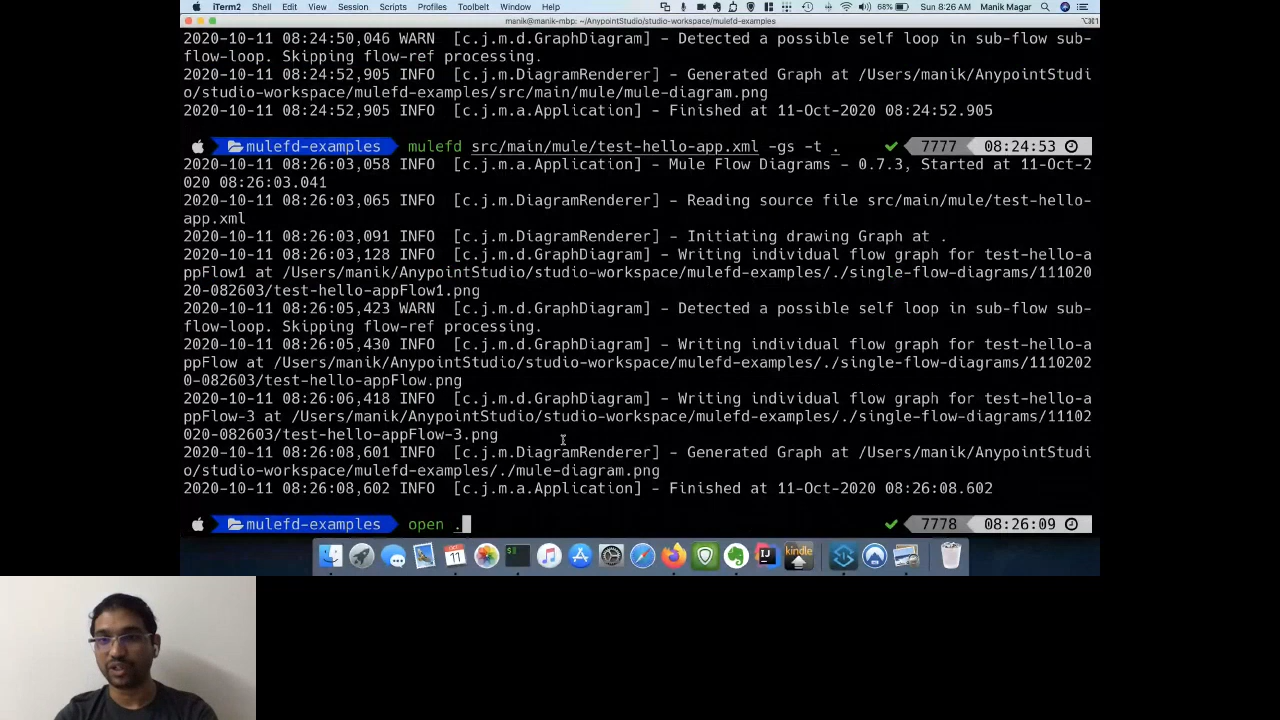 iTerm2 Shell Edit View Session Scripts Profiles Toolbelt Window Help 68% Sun 8:26 AM Manik Magar
manik@manik-mbp: ~/AnypointStudio/studio-workspace/mulefd-examples
2020-10-11 08:24:50,046 WARN [c.j.m.d.GraphDiagram] - Detected a possible self loop in sub-flow sub-
flow-loop. Skipping flow-ref processing.
2020-10-11 08:24:52,905 INFO [c.j.m.DiagramRenderer] - Generated Graph at /Users/manik/AnypointStudi
o/studio-workspace/mulefd-examples/src/main/mule/mule-diagram.png
2020-10-11 08:24:52,905 INFO [c.j.m.a.Application] - Finished at 11-Oct-2020 08:24:52.905
mulefd-examples mulefd src/main/mule/test-hello-app.xml -gs -t . ✔ 7777 08:24:53
2020-10-11 08:26:03,058 INFO [c.j.m.a.Application] - Mule Flow Diagrams - 0.7.3, Started at 11-Oct-2
020 08:26:03.041
2020-10-11 08:26:03,065 INFO [c.j.m.DiagramRenderer] - Reading source file src/main/mule/test-hello-
app.xml
2020-10-11 08:26:03,091 INFO [c.j.m.DiagramRenderer] - Initiating drawing Graph at .
2020-10-11 08:26:03,128 INFO [c.j.m.d.GraphDiagram] - Writing individual flow graph for test-hello-a
ppFlow1 at /Users/manik/AnypointStudio/studio-workspace/mulefd-examples/./single-flow-diagrams/111020
20-082603/test-hello-appFlow1.png
2020-10-11 08:26:05,423 WARN [c.j.m.d.GraphDiagram] - Detected a possible self loop in sub-flow sub-
flow-loop. Skipping flow-ref processing.
2020-10-11 08:26:05,430 INFO [c.j.m.d.GraphDiagram] - Writing individual flow graph for test-hello-a
ppFlow at /Users/manik/AnypointStudio/studio-workspace/mulefd-examples/./single-flow-diagrams/1110202
0-082603/test-hello-appFlow.png
2020-10-11 08:26:06,418 INFO [c.j.m.d.GraphDiagram] - Writing individual flow graph for test-hello-a
ppFlow-3 at /Users/manik/AnypointStudio/studio-workspace/mulefd-examples/./single-flow-diagrams/11102
020-082603/test-hello-appFlow-3.png
2020-10-11 08:26:08,601 INFO [c.j.m.DiagramRenderer] - Generated Graph at /Users/manik/AnypointStudi
o/studio-workspace/mulefd-examples/./mule-diagram.png
2020-10-11 08:26:08,602 INFO [c.j.m.a.Application] - Finished at 11-Oct-2020 08:26:08.602
mulefd-examples open . ✔ 7778 08:26:09
11 kindle